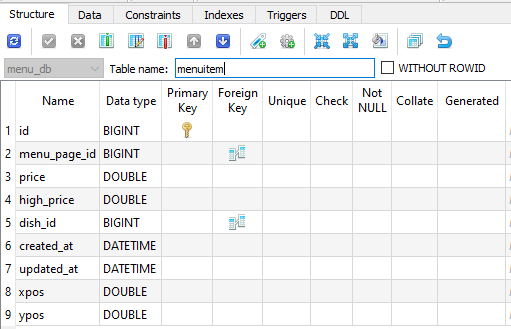 Structure Data Constraints Indexes Triggers DDL
menu_db Table name: menuitem WITHOUT ROWID
Name Data type Primary Key Foreign Key Unique Check Not NULL Collate Generated
1 id BIGINT
2 menu_page_id BIGINT
3 price DOUBLE
4 high_price DOUBLE
5 dish_id BIGINT
6 created_at DATETIME
7 updated_at DATETIME
8 xpos DOUBLE
9 ypos DOUBLE